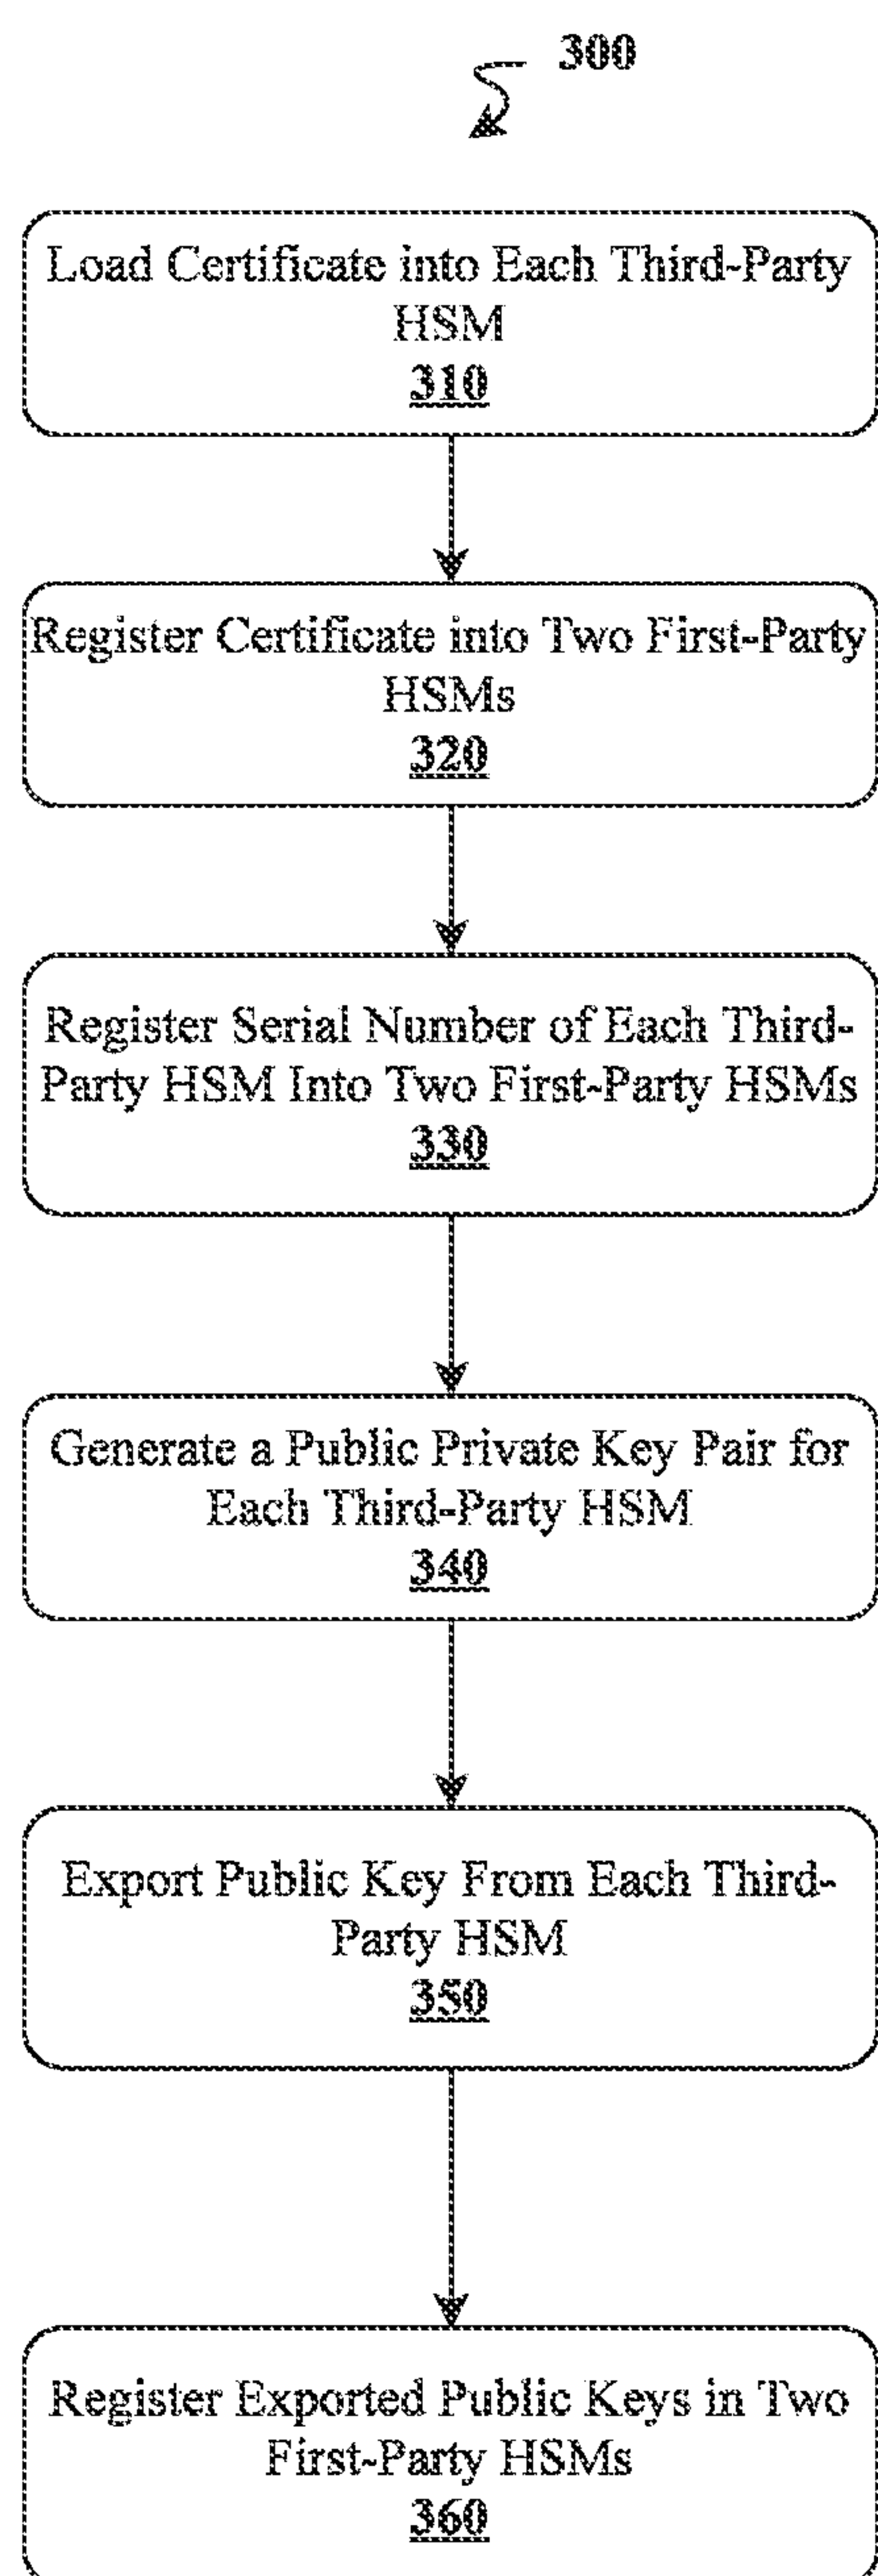 300
Load Certificate into Each Third-Party
HSM
310
Register Certificate into Two First-Party
HSMs
320
Register Serial Number of Each Third-
Party HSM Into Two First-Party HSMs
330
Generate a Public Private Key Pair for
Each Third-Party HSM
340
Export Public Key From Each Third-
Party HSM
350
Register Exported Public Keys in Two
First-Party HSMs
360